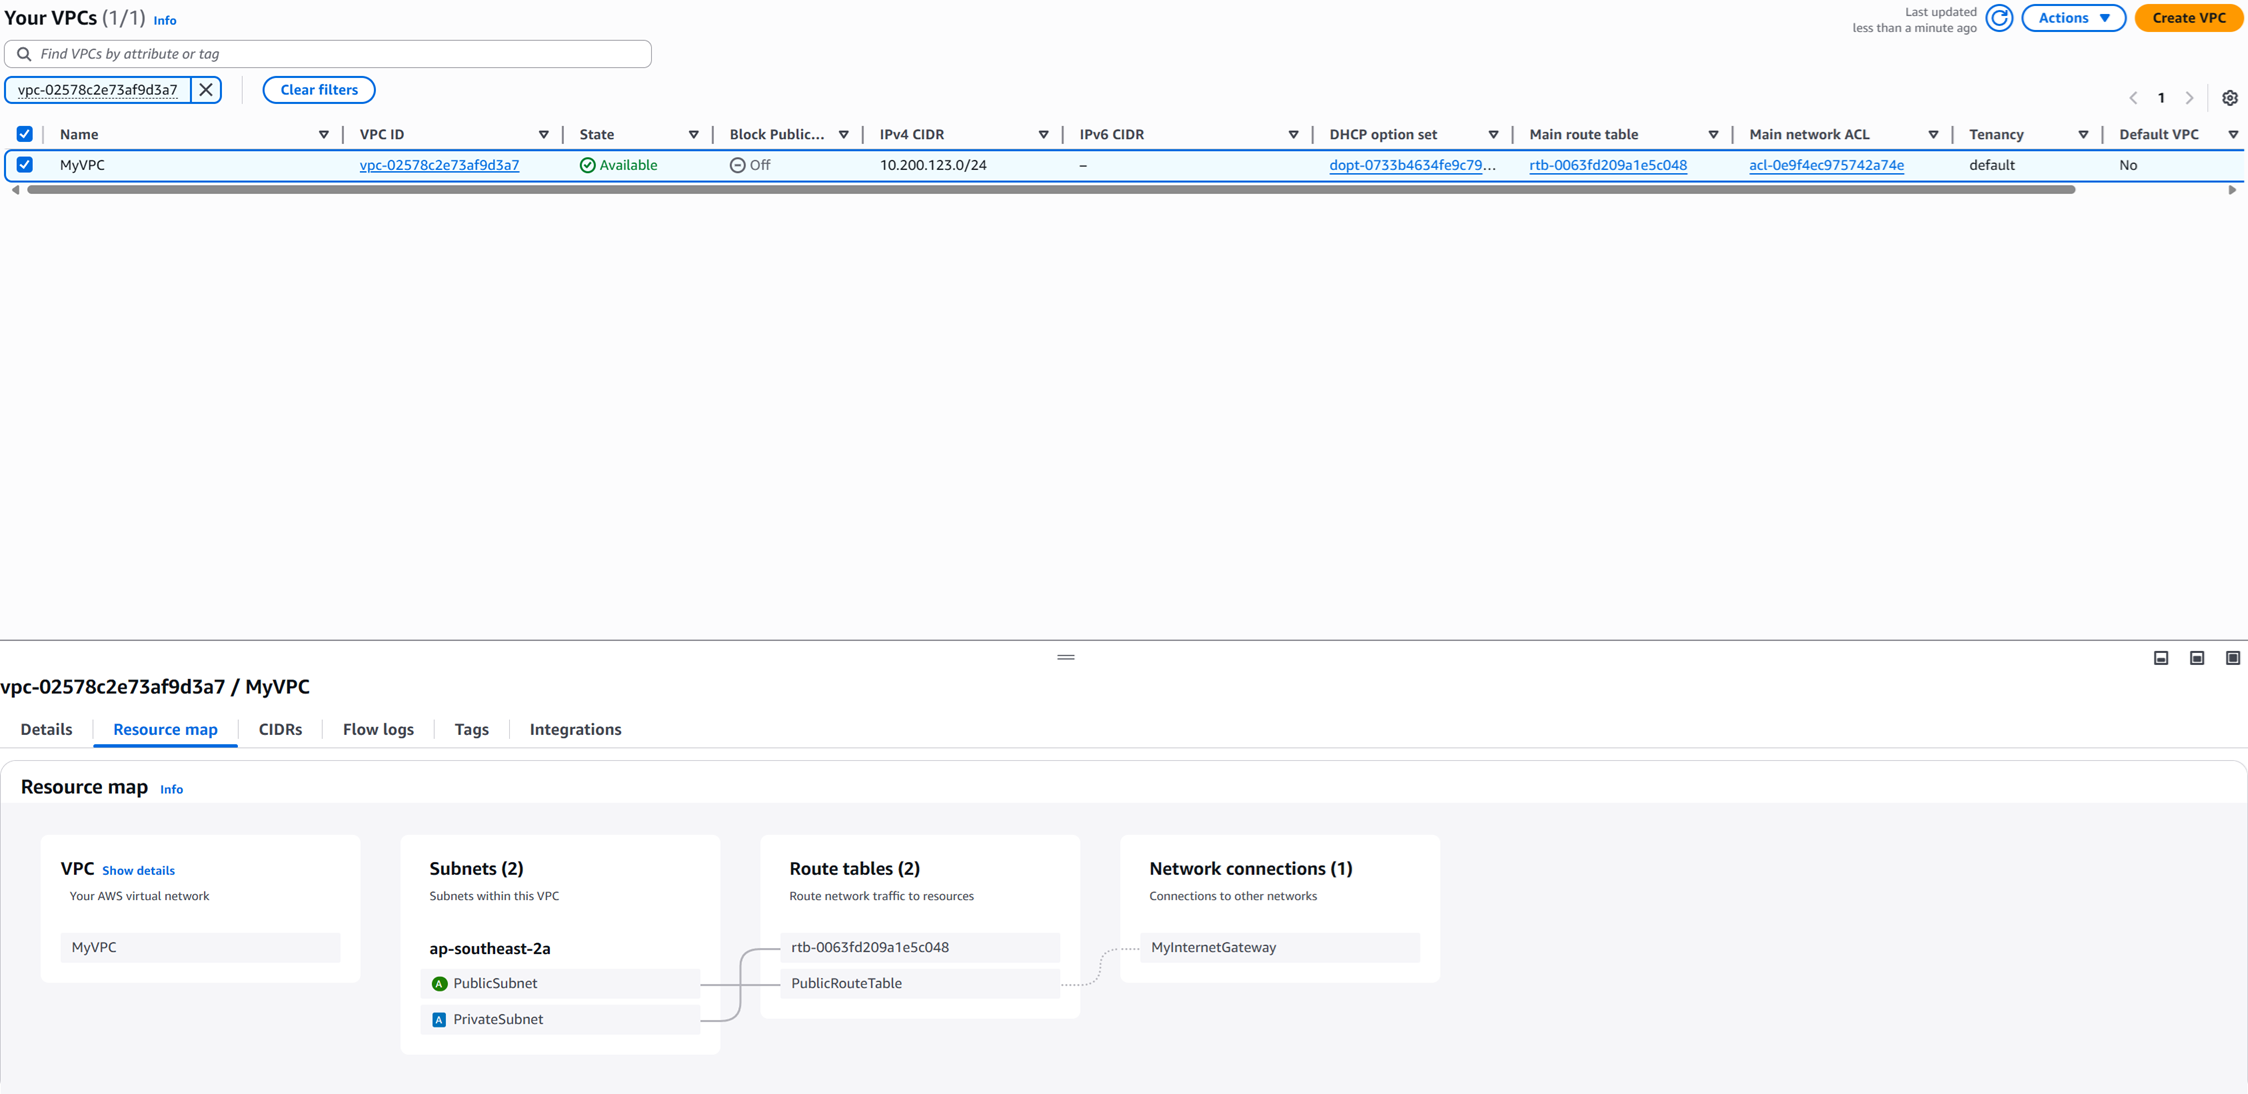 Your VPCs (1/1) Info
Last updated
less than a minute ago
Actions
Create VPC
Find VPCs by attribute or tag
vpc-02578c2e73af9d3a7
Clear filters
1
Name VPC ID State Block Public... IPv4 CIDR IPv6 CIDR DHCP option set Main route table Main network ACL Tenancy Default VPC
MyVPC vpc-02578c2e73af9d3a7 Available Off 10.200.123.0/24 – dopt-0733b4634fe9c79... rtb-0063fd209a1e5c048 acl-0e9f4ec975742a74e default No
vpc-02578c2e73af9d3a7 / MyVPC
Details Resource map CIDRs Flow logs Tags Integrations
Resource map Info
VPC Show details
Your AWS virtual network
MyVPC
Subnets (2)
Subnets within this VPC
ap-southeast-2a
A PublicSubnet
A PrivateSubnet
Route tables (2)
Route network traffic to resources
rtb-0063fd209a1e5c048
PublicRouteTable
Network connections (1)
Connections to other networks
MyInternetGateway